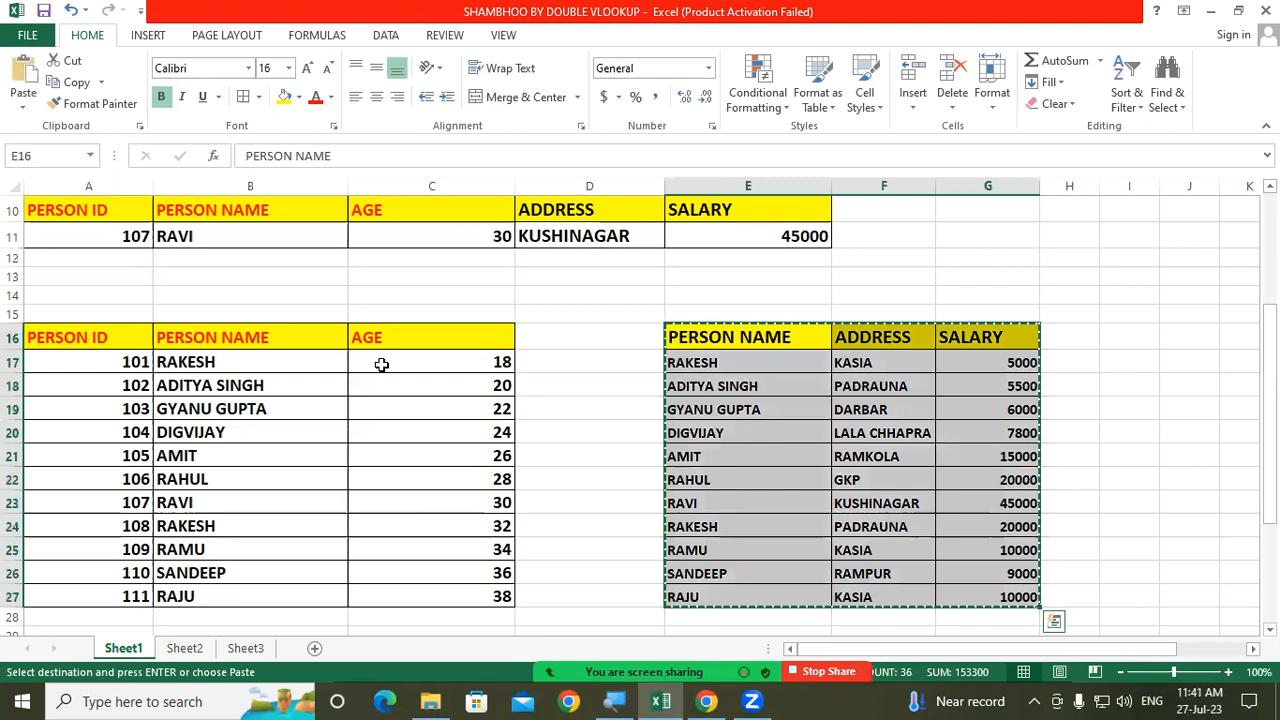 SHAMBHOO BY DOUBLE VLOOKUP - Excel (Product Activation Failed)
FILE HOME INSERT PAGE LAYOUT FORMULAS DATA REVIEW VIEW Sign in
Paste Cut Copy Format Painter
Calibri 16 Wrap Text Merge & Center General
Conditional Formatting Format as Table Cell Styles Insert Delete Format
AutoSum Fill Clear Sort & Filter Find & Select
Clipboard Font Alignment Number Styles Cells Editing
E16 PERSON NAME
A B C D E F G H I J K
10 PERSON ID PERSON NAME AGE ADDRESS SALARY
11 107 RAVI 30 KUSHINAGAR 45000
12
13
14
15
16 PERSON ID PERSON NAME AGE PERSON NAME ADDRESS SALARY
17 101 RAKESH 18 RAKESH KASIA 5000
18 102 ADITYA SINGH 20 ADITYA SINGH PADRAUNA 5500
19 103 GYANU GUPTA 22 GYANU GUPTA DARBAR 6000
20 104 DIGVIJAY 24 DIGVIJAY LALA CHHAPRA 7800
21 105 AMIT 26 AMIT RAMKOLA 15000
22 106 RAHUL 28 RAHUL GKP 20000
23 107 RAVI 30 RAVI KUSHINAGAR 45000
24 108 RAKESH 32 RAKESH PADRAUNA 20000
25 109 RAMU 34 RAMU KASIA 10000
26 110 SANDEEP 36 SANDEEP RAMPUR 9000
27 111 RAJU 38 RAJU KASIA 10000
28
Sheet1 Sheet2 Sheet3
Select destination and press ENTER or choose Paste You are screen sharing Stop Share OUNT: 36 SUM: 153300 100%
Type here to search Near record ENG 11:41 AM
27-Jul-23